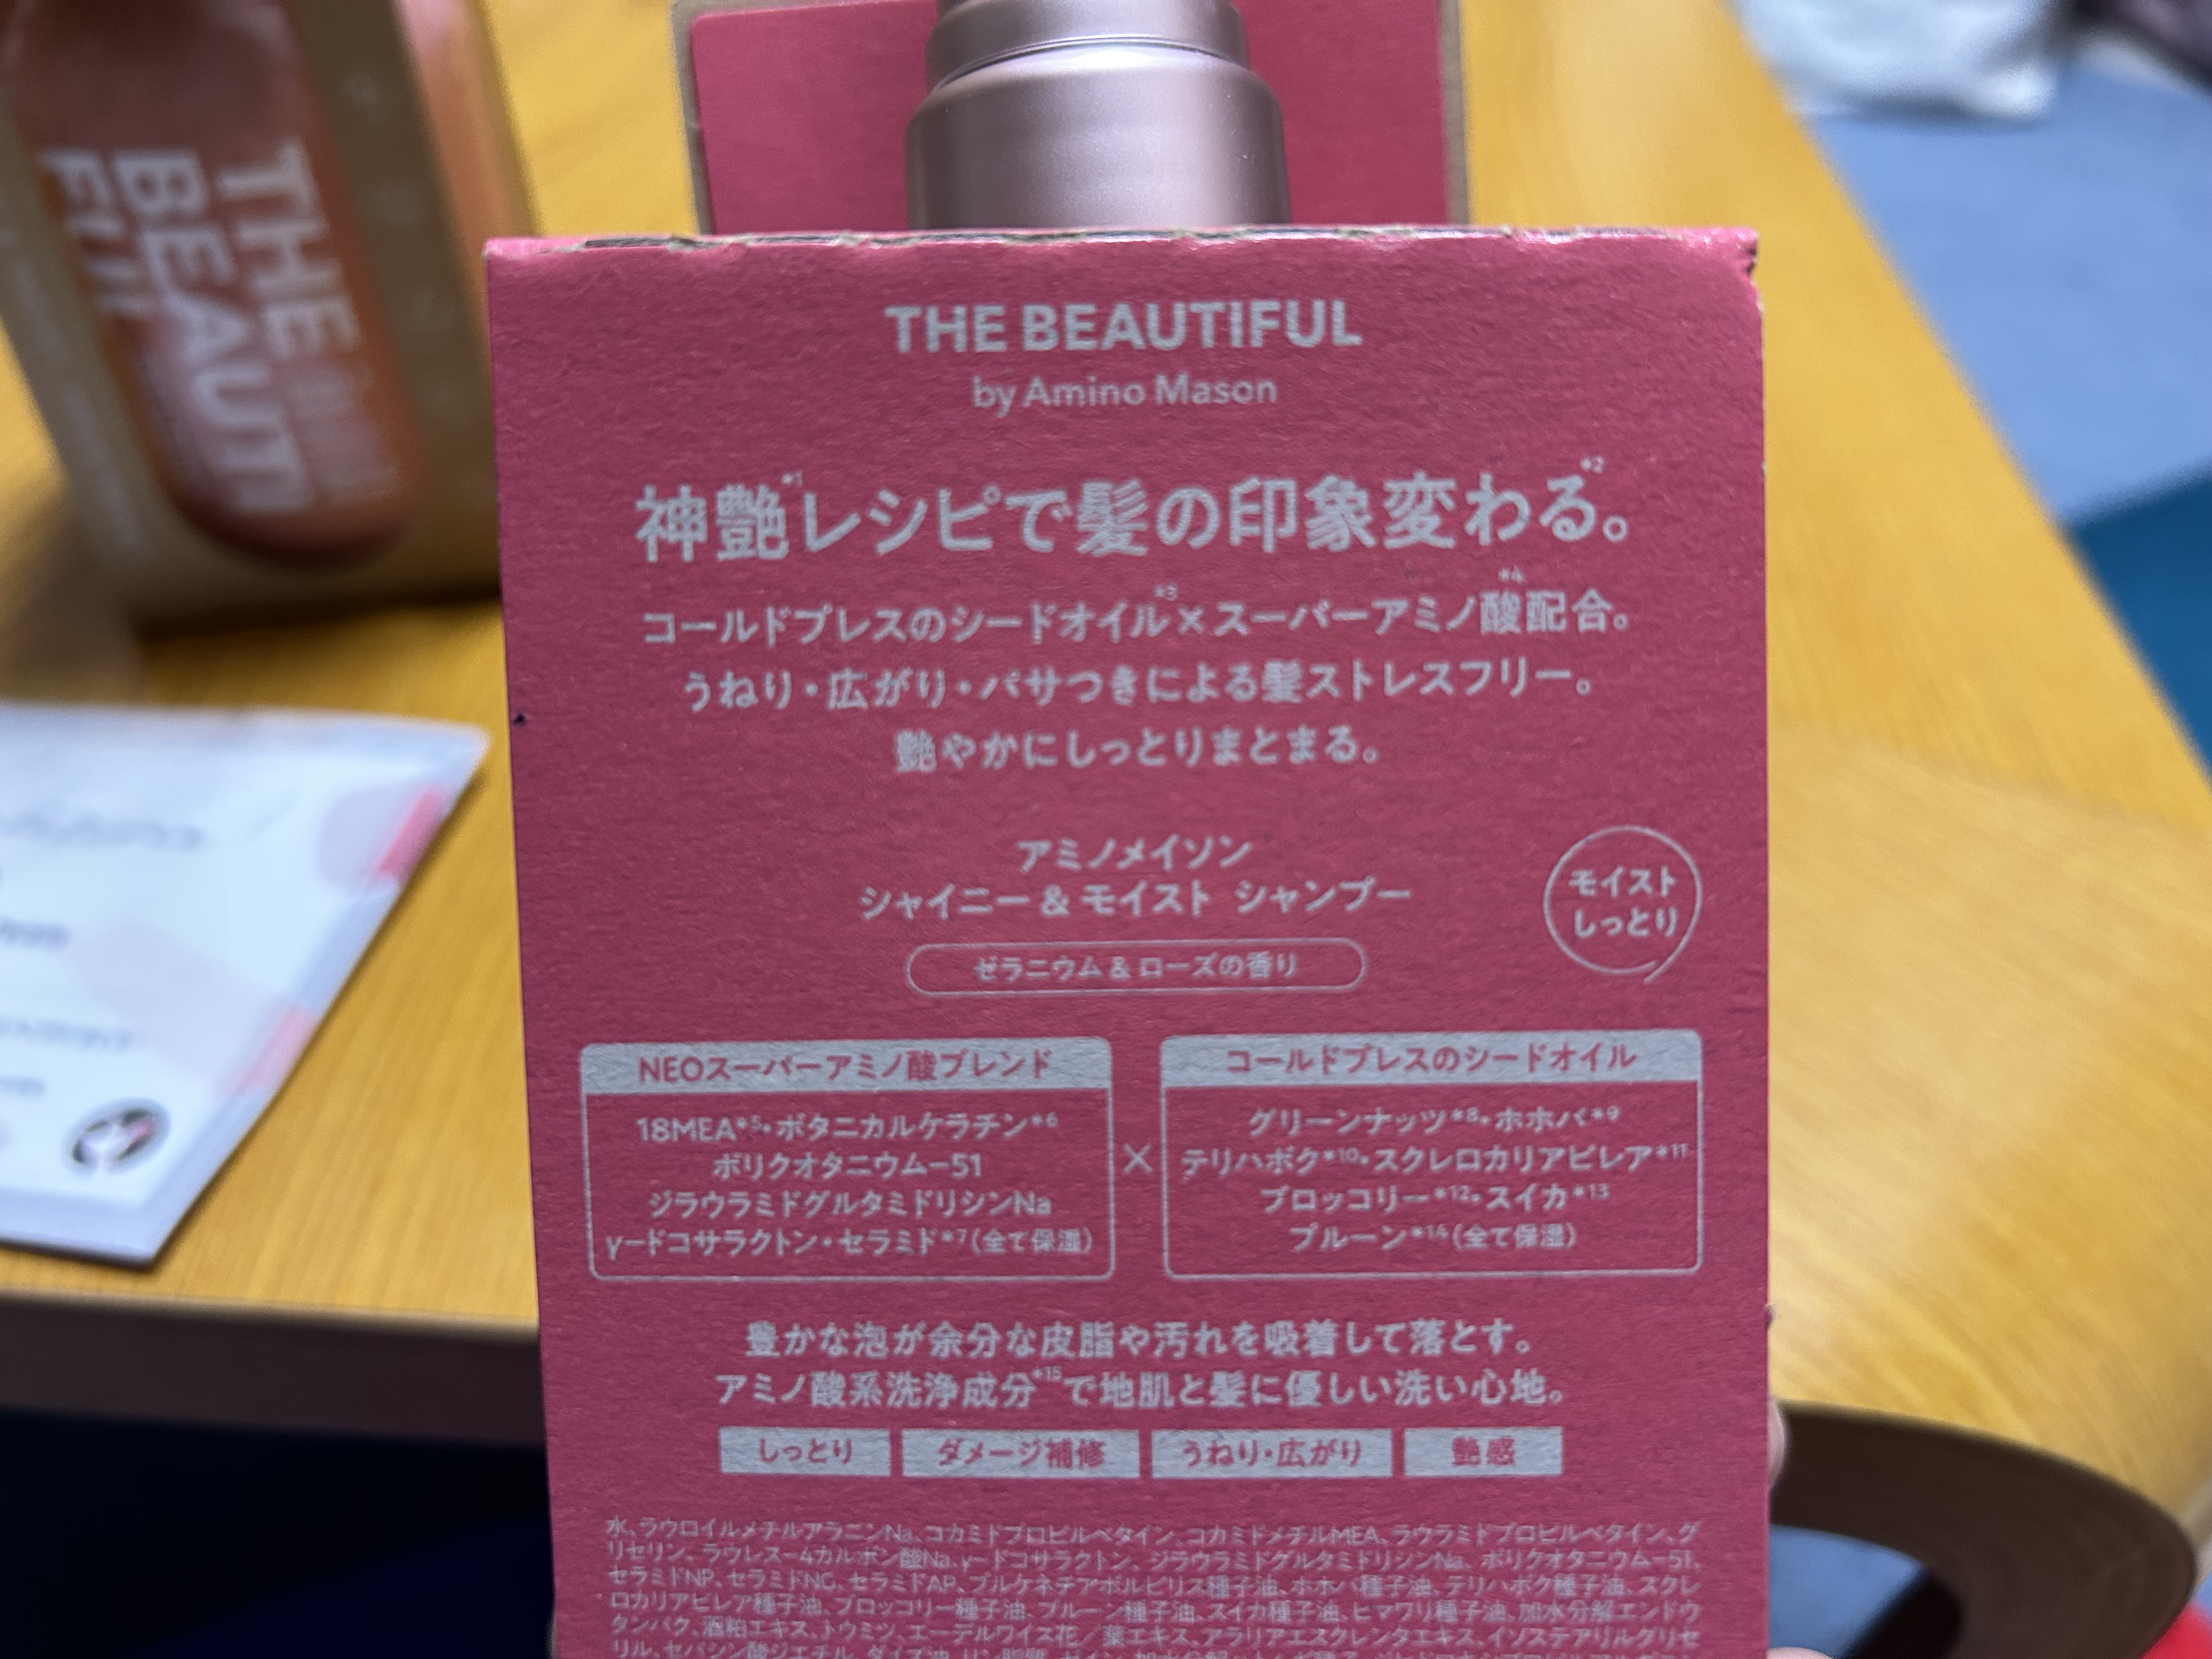 THE
BEAUTI
THE BEAUTIFUL
by Amino Mason
神艶*1レシピで髪の印象変わる*2。
コールドプレスのシードオイル*3×スーパーアミノ酸*4配合。
うねり・広がり・パサつきによる髪ストレスフリー。
艶やかにしっとりまとまる。
アミノメイソン
シャイニー & モイスト シャンプー
モイスト
しっとり
ゼラニウム & ローズの香り
NEOスーパーアミノ酸ブレンド
18MEA*5・ボタニカルケラチン*6
ポリクオタニウム-51
ジラウラミドグルタミドリシンNa
γ-ドコサラクトン・セラミド*7(全て保湿)
×
コールドプレスのシードオイル
グリーンナッツ*8・ホホバ*9
テリハボク*10・スクレロカリアビレア*11
ブロッコリー*12・スイカ*13
プルーン*14(全て保湿)
豊かな泡が余分な皮脂や汚れを吸着して落とす。
アミノ酸系洗浄成分*15で地肌と髪に優しい洗い心地。
しっとり ダメージ補修 うねり・広がり 艶感
水、ラウロイルメチルアラニンNa、コカミドプロピルベタイン、コカミドメチルMEA、ラウラミドプロピルベタイン、グ
リセリン、ラウレス-4カルボン酸Na、γ-ドコサラクトン、ジラウラミドグルタミドリシンNa、ポリクオタニウム-51、
セラミドNP、セラミドNG、セラミドAP、プルケネチアボルビリス種子油、ホホバ種子油、テリハボク種子油、スクレ
ロカリアビレア種子油、ブロッコリー種子油、プルーン種子油、スイカ種子油、ヒマワリ種子油、加水分解エンドウ
タンパク、酒粕エキス、トウミツ、エーデルワイス花/葉エキス、アラリアエスクレンタエキス、イソステアリルグリセ
リル、セバシン酸ジエチル、ダイズ油、リン脂質